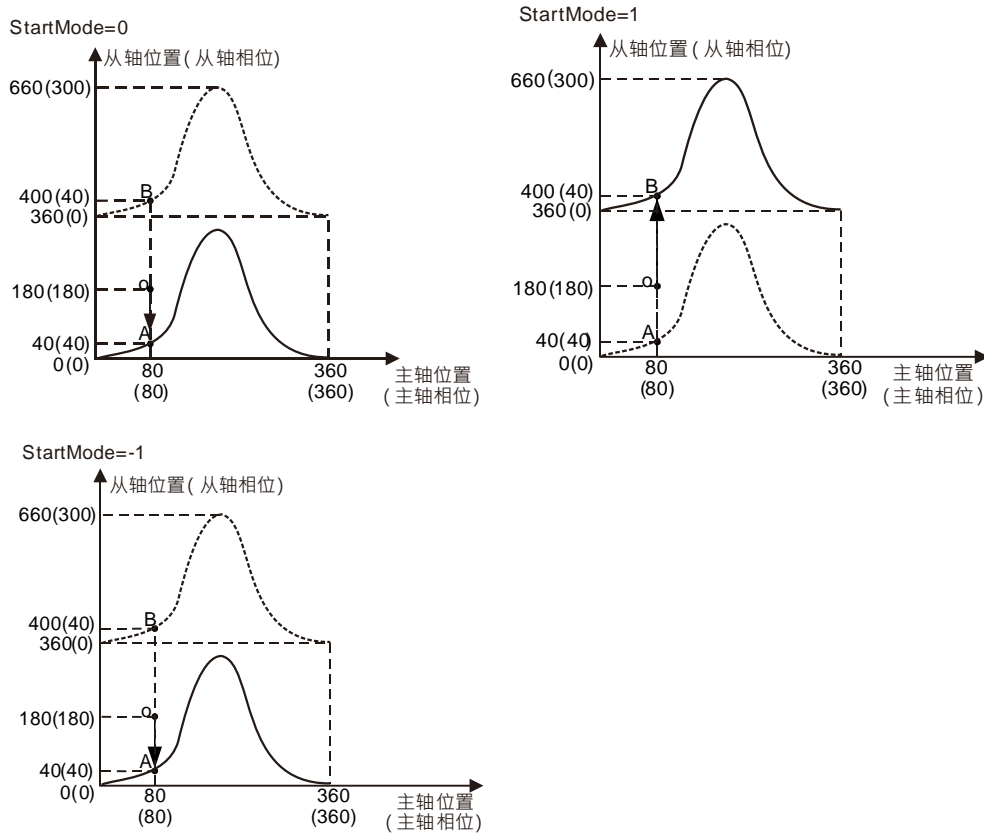 StartMode=0
从轴位置( 从轴相位)
660(300)
B
400(40)
360(0)
o
180(180)
A
40(40)
0(0)
80
(80)
360
(360)
主轴位置
(主轴相位)
StartMode=1
从轴位置( 从轴相位)
660(300)
B
400(40)
360(0)
o
180(180)
A
40(40)
0(0)
80
(80)
360
(360)
主轴位置
(主轴相位)
StartMode=-1
从轴位置( 从轴相位)
660(300)
B
400(40)
360(0)
o
180(180)
A
40(40)
0(0)
80
(80)
360
(360)
主轴位置
(主轴相位)